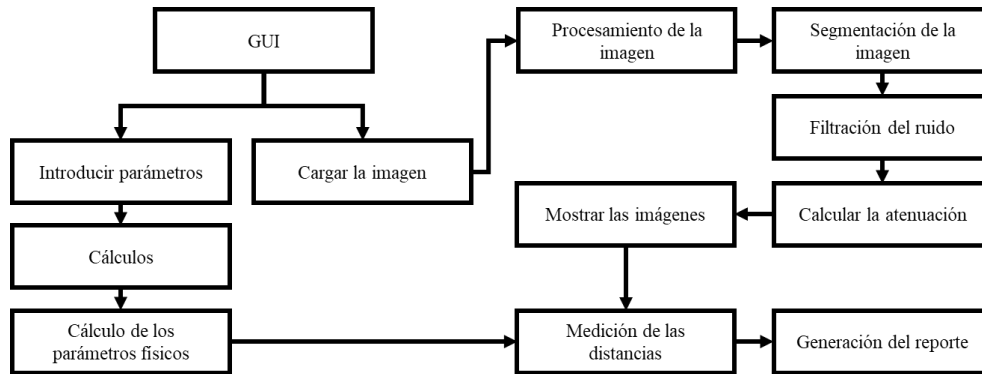 GUI
Procesamiento de la
imagen
Segmentación de la
imagen
Filtración del ruido
Introducir parámetros
Cargar la imagen
Mostrar las imágenes
Calcular la atenuación
Cálculos
Cálculo de los
parámetros físicos
Medición de las
distancias
Generación del reporte